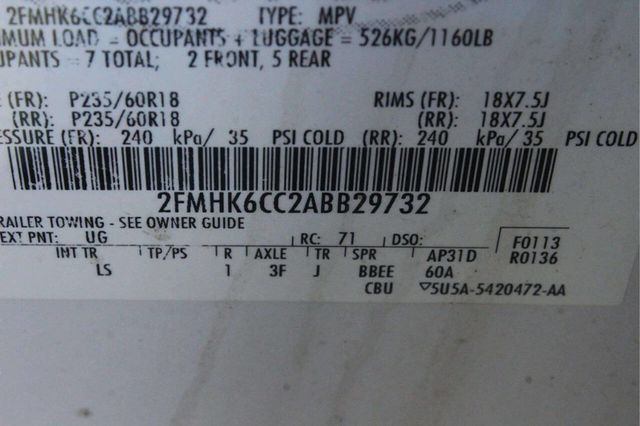 2FMHK6CC2ABB29732 TYPE: MPV
MUM LOAD = OCCUPANTS + LUGGAGE = 526KG/1160LB
UPANTS = 7 TOTAL; 2 FRONT, 5 REAR
(FR): P235/60R18 RIMS (FR): 18X7.5J
(RR): P235/60R18 (RR): 18X7.5J
ESSURE (FR): 240 kPa/ 35 PSI COLD (RR): 240 kPa/ 35 PSI COLD
2FMHK6CC2ABB29732
RAILER TOWING - SEE OWNER GUIDE
EXT PNT: UG RC: 71 DSO: F0113
INT TR TP/PS R AXLE TR SPR AP31D R0136
LS 1 3F J BBEE 60A
CBU ▽5U5A-5420472-AA